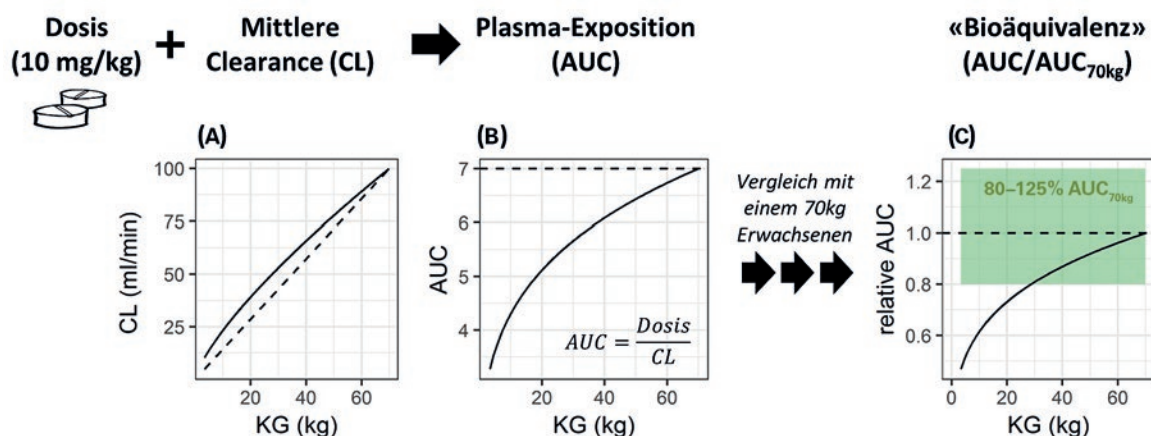 Dosis
(10 mg/kg)
+
Mittlere
Clearance (CL)
Plasma-Exposition
(AUC)
«Bioäquivalenz»
(AUC/AUC70kg)
(A)
100
75
50
25
CL (ml/min)
20
40
60
KG (kg)
(B)
7
6
5
4
AUC
AUC = Dosis
CL
20
40
60
KG (kg)
Vergleich mit
einem 70kg
Erwachsenen
(C)
80–125% AUC70kg
1.2
1.0
0.8
0.6
relative AUC
0
20
40
60
KG (kg)